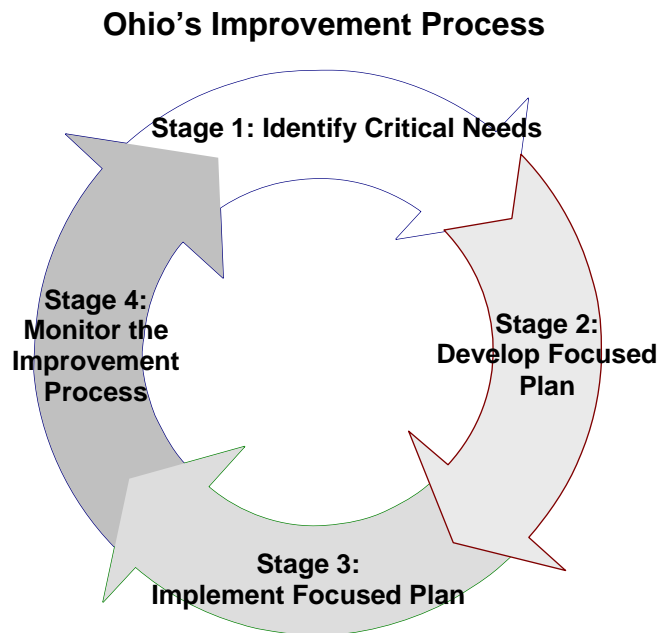 Ohio's Improvement Process
Stage 1: Identify Critical Needs
Stage 2:
Develop Focused
Plan
Stage 3:
Implement Focused Plan
Stage 4:
Monitor the
Improvement
Process